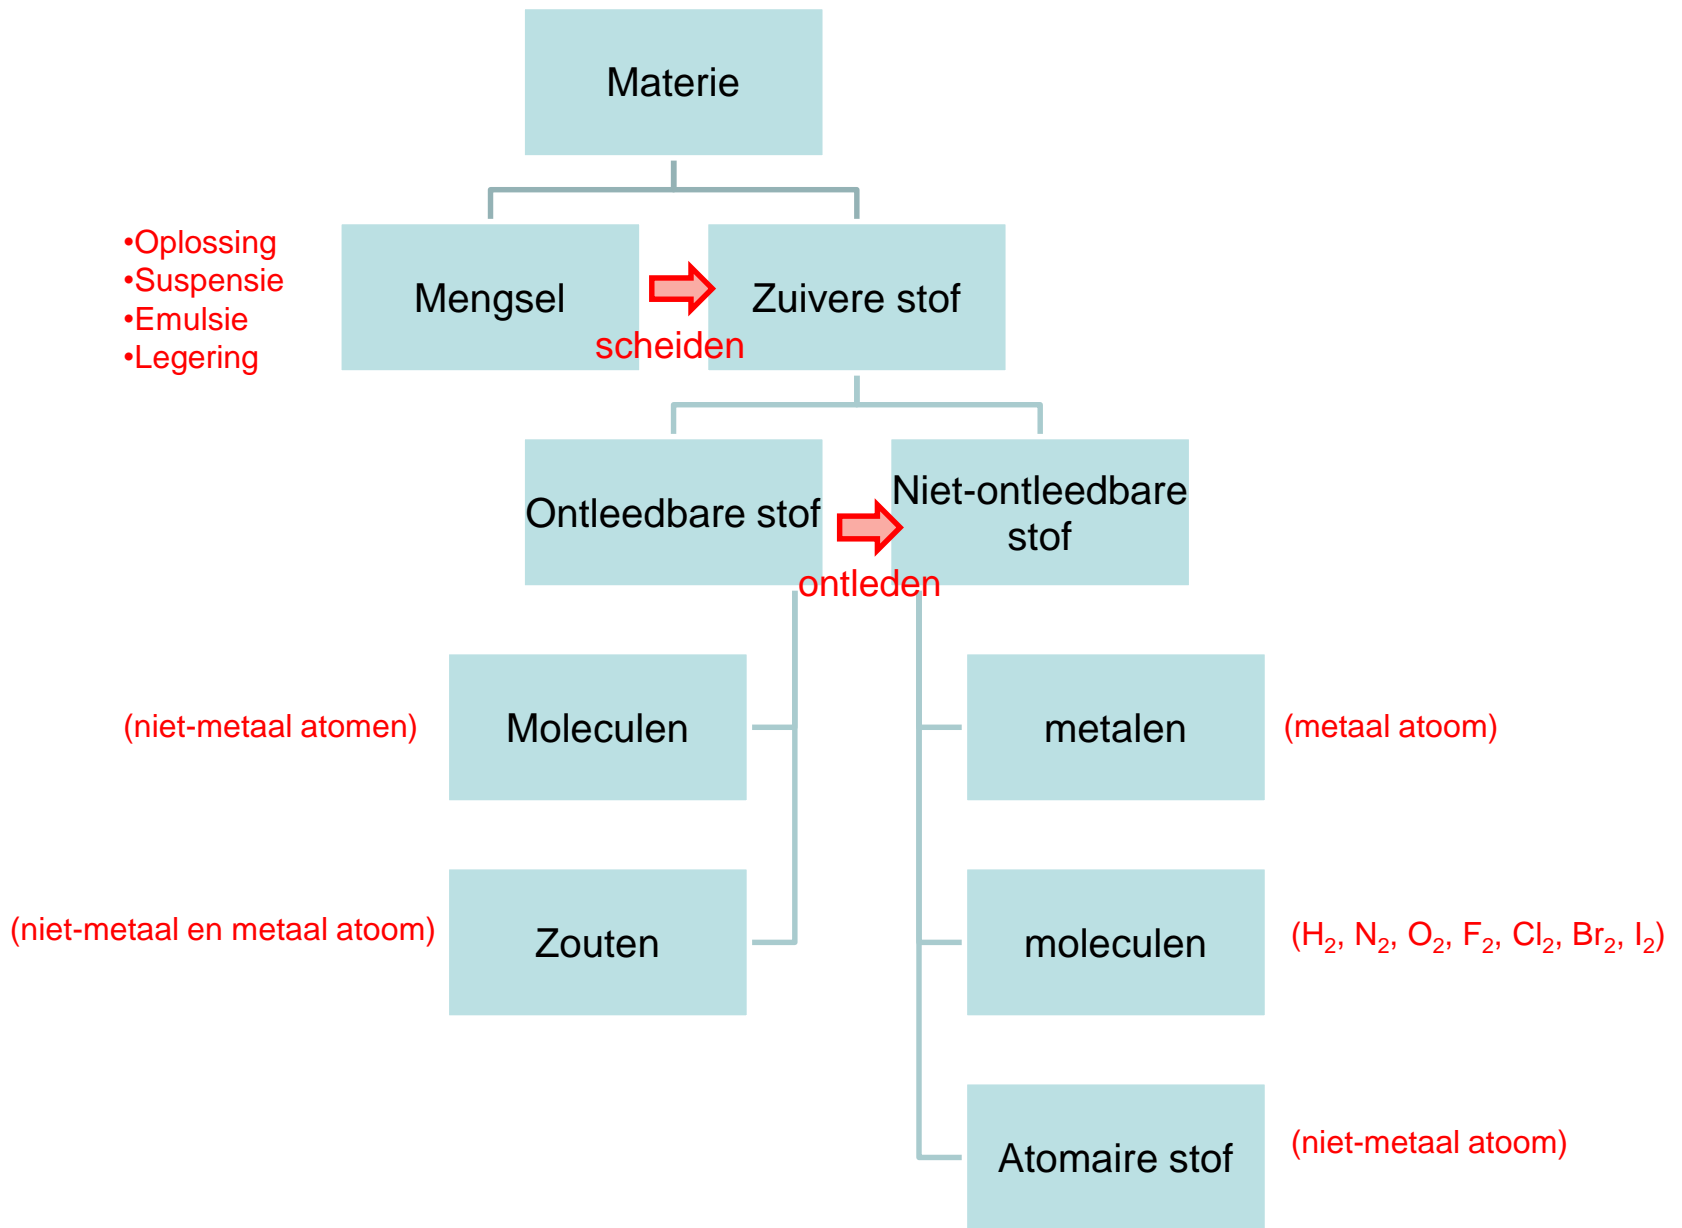 Materie
•Oplossing
•Suspensie
•Emulsie
•Legering
Mengsel
scheiden
Zuivere stof
Ontleedbare stof
ontleden
Niet-ontleedbare
stof
(niet-metaal atomen)
Moleculen
metalen
(metaal atoom)
(niet-metaal en metaal atoom)
Zouten
moleculen
(H₂, N₂, O₂, F₂, Cl₂, Br₂, I₂)
Atomaire stof
(niet-metaal atoom)